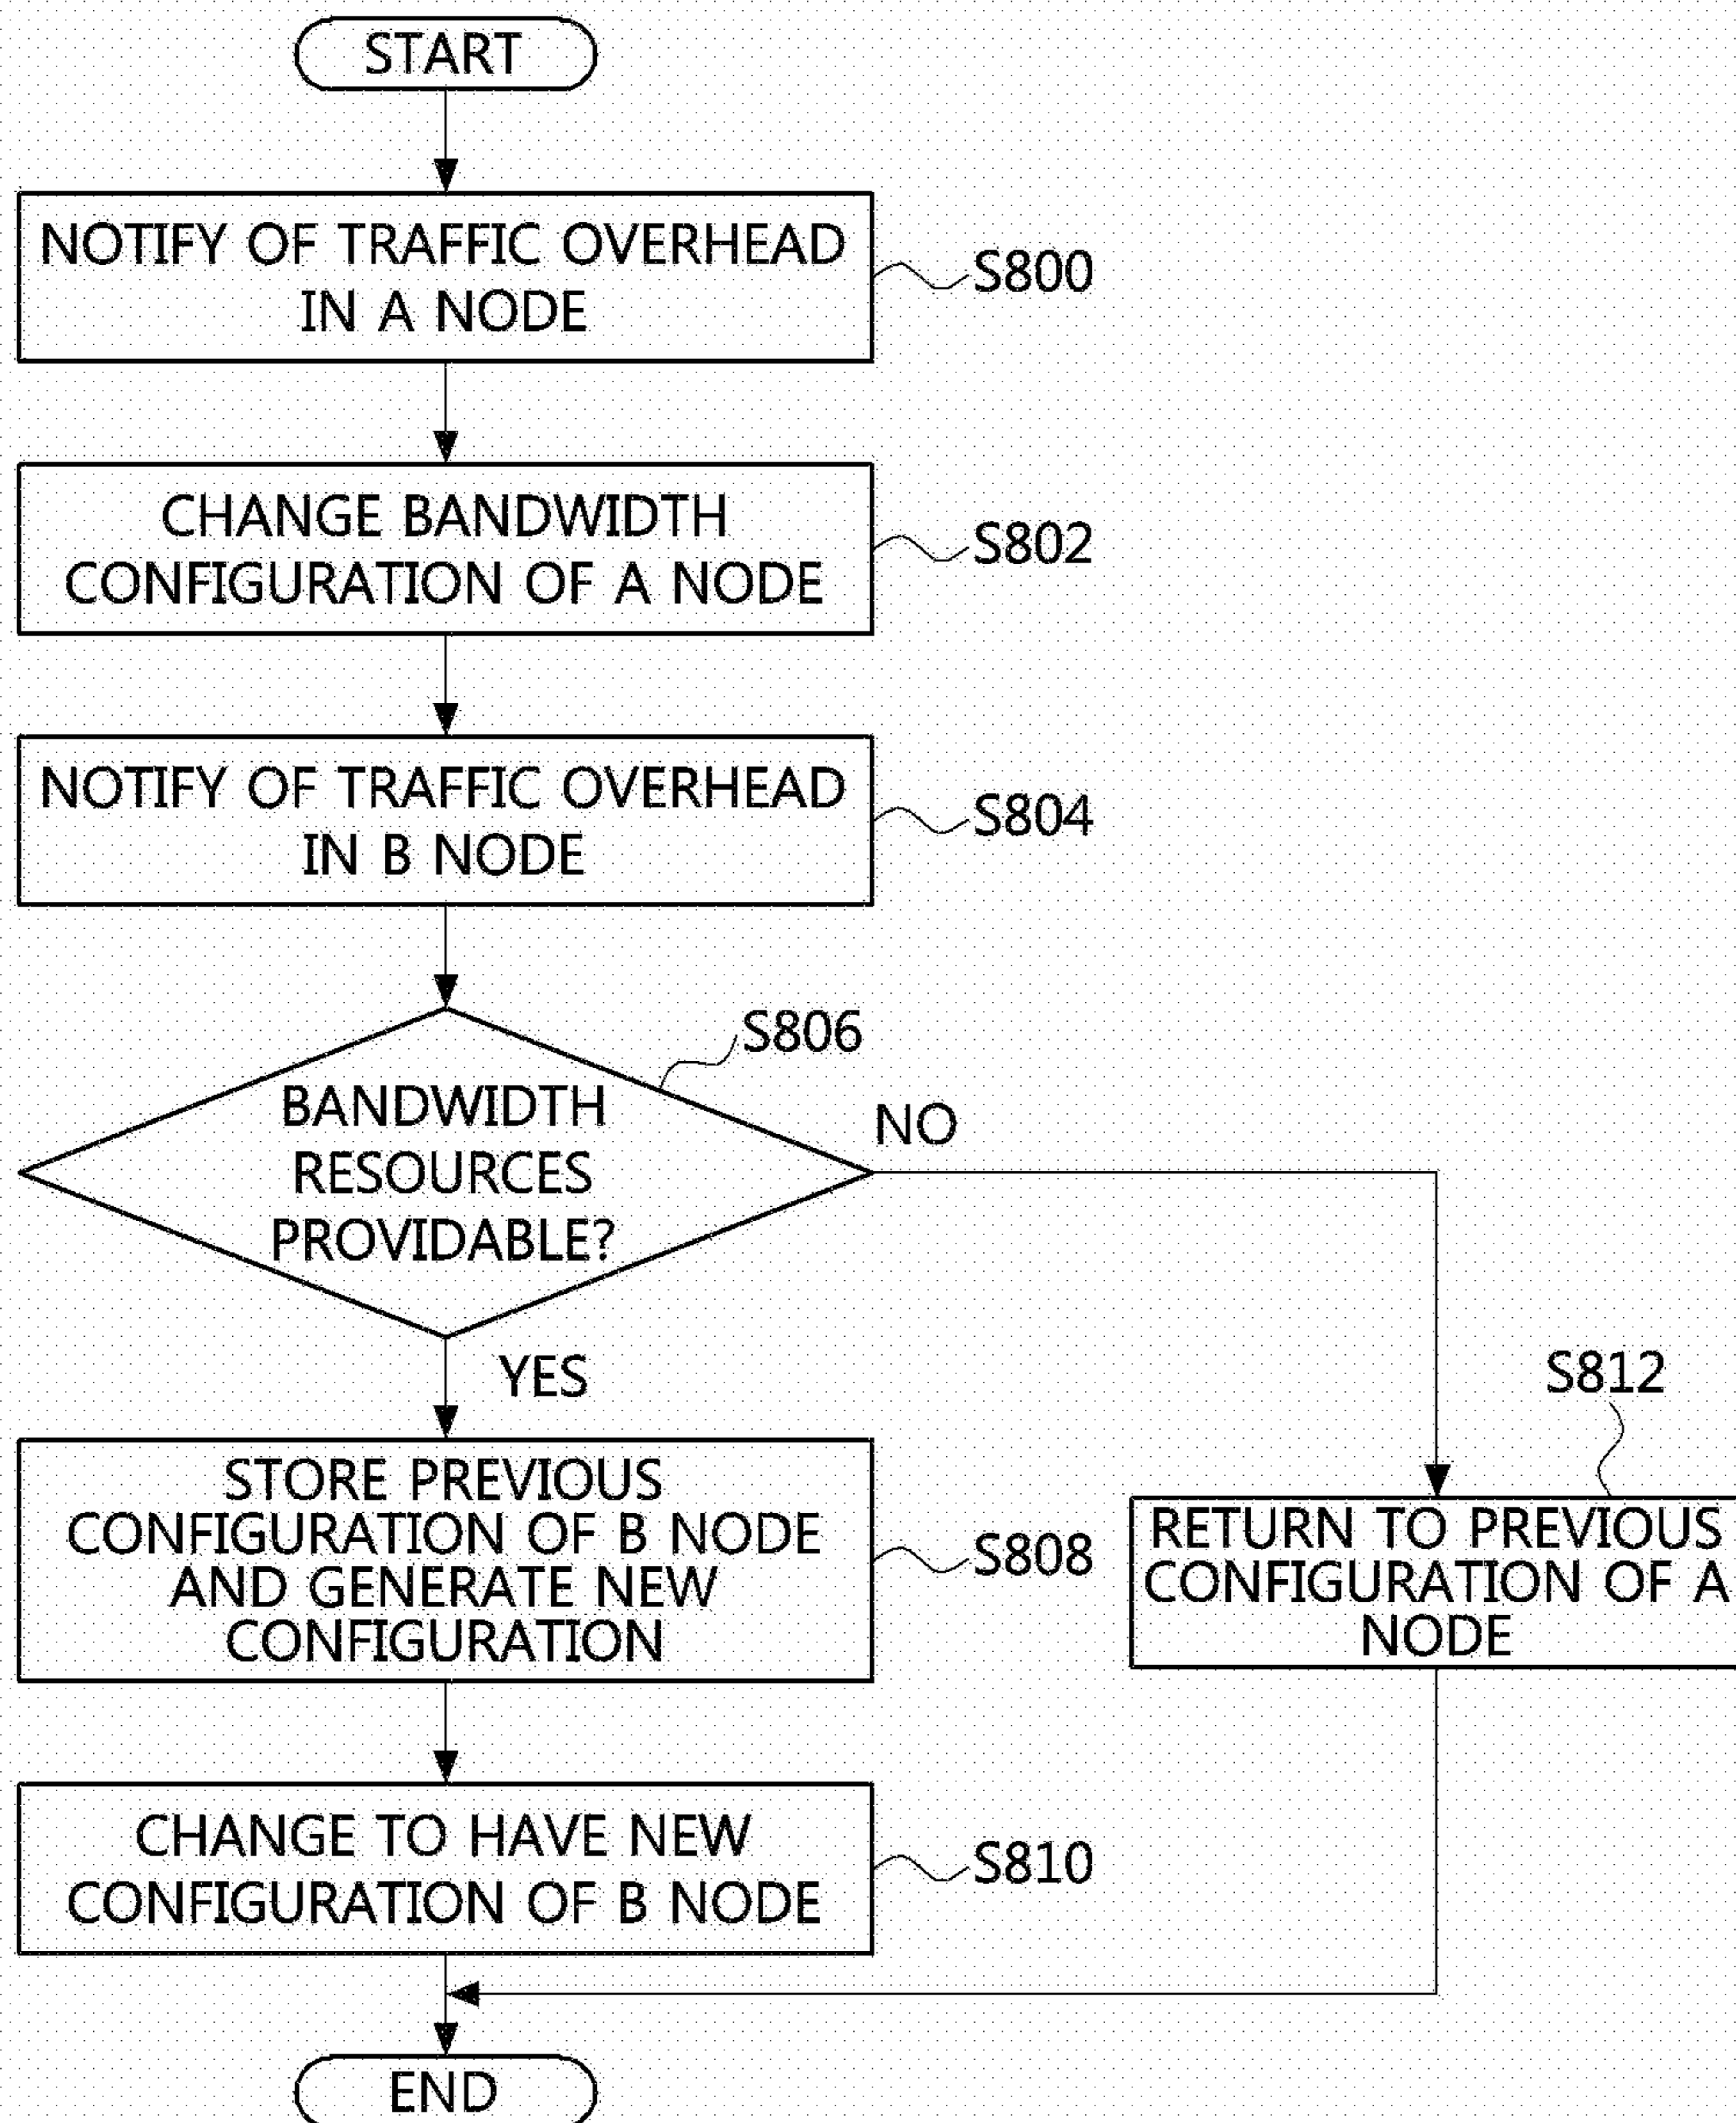 START
NOTIFY OF TRAFFIC OVERHEAD
IN A NODE
S800
CHANGE BANDWIDTH
CONFIGURATION OF A NODE
S802
NOTIFY OF TRAFFIC OVERHEAD
IN B NODE
S804
S806
BANDWIDTH
RESOURCES
PROVIDABLE?
NO
YES
STORE PREVIOUS
CONFIGURATION OF B NODE
AND GENERATE NEW
CONFIGURATION
S808
S812
RETURN TO PREVIOUS
CONFIGURATION OF A
NODE
CHANGE TO HAVE NEW
CONFIGURATION OF B NODE
S810
END